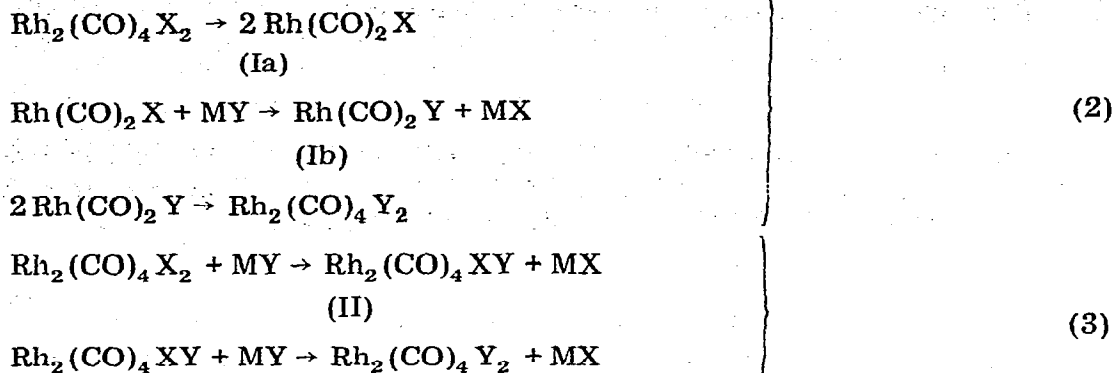 Rh₂(CO)₄X₂ → 2 Rh(CO)₂X
(Ia)
Rh(CO)₂X + MY → Rh(CO)₂Y + MX (2)
(Ib)
2 Rh(CO)₂Y → Rh₂(CO)₄Y₂
Rh₂(CO)₄X₂ + MY → Rh₂(CO)₄XY + MX
(II)
(3)
Rh₂(CO)₄XY + MY → Rh₂(CO)₄Y₂ + MX